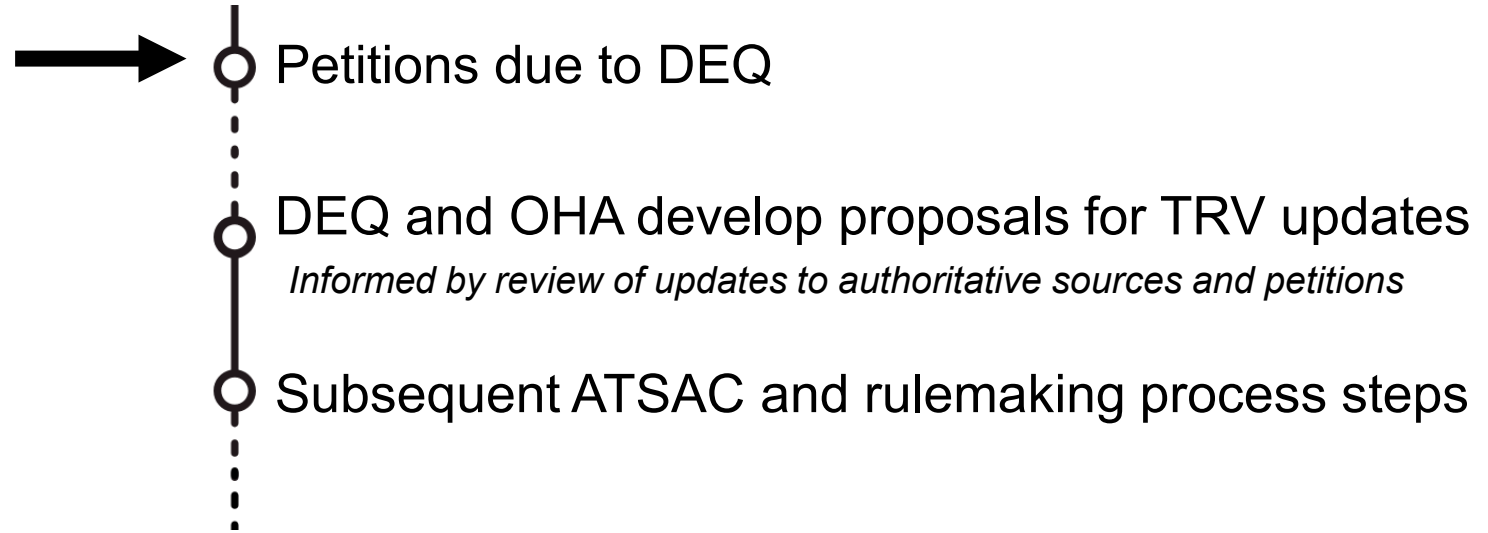 Petitions due to DEQ
DEQ and OHA develop proposals for TRV updates
Informed by review of updates to authoritative sources and petitions
Subsequent ATSAC and rulemaking process steps